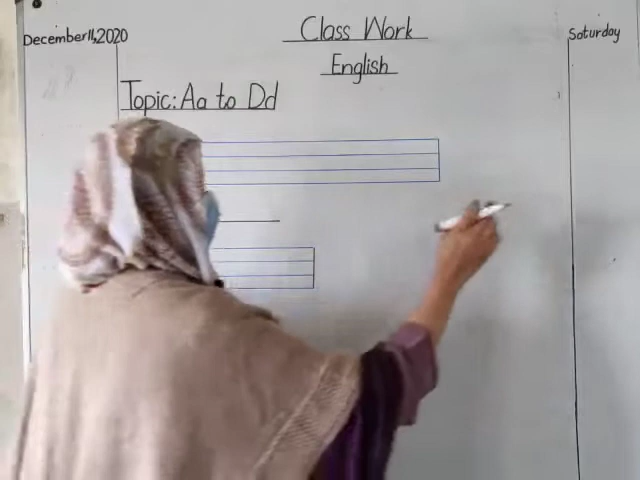 December 11, 2020
Class Work
Saturday
English
Topic: Aa to Dd